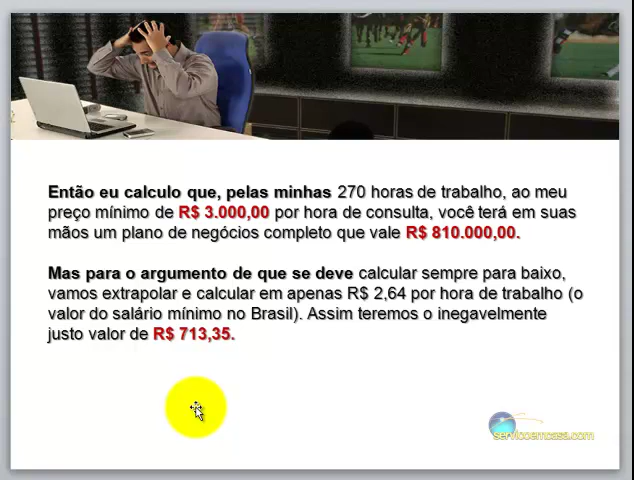 Então eu calculo que, pelas minhas 270 horas de trabalho, ao meu
preço mínimo de R$ 3.000,00 por hora de consulta, você terá em suas
mãos um plano de negócios completo que vale R$ 810.000,00.
Mas para o argumento de que se deve calcular sempre para baixo,
vamos extrapolar e calcular em apenas R$ 2,64 por hora de trabalho (o
valor do salário mínimo no Brasil). Assim teremos o inegavelmente
justo valor de R$ 713,35.
servicoemcasa.com